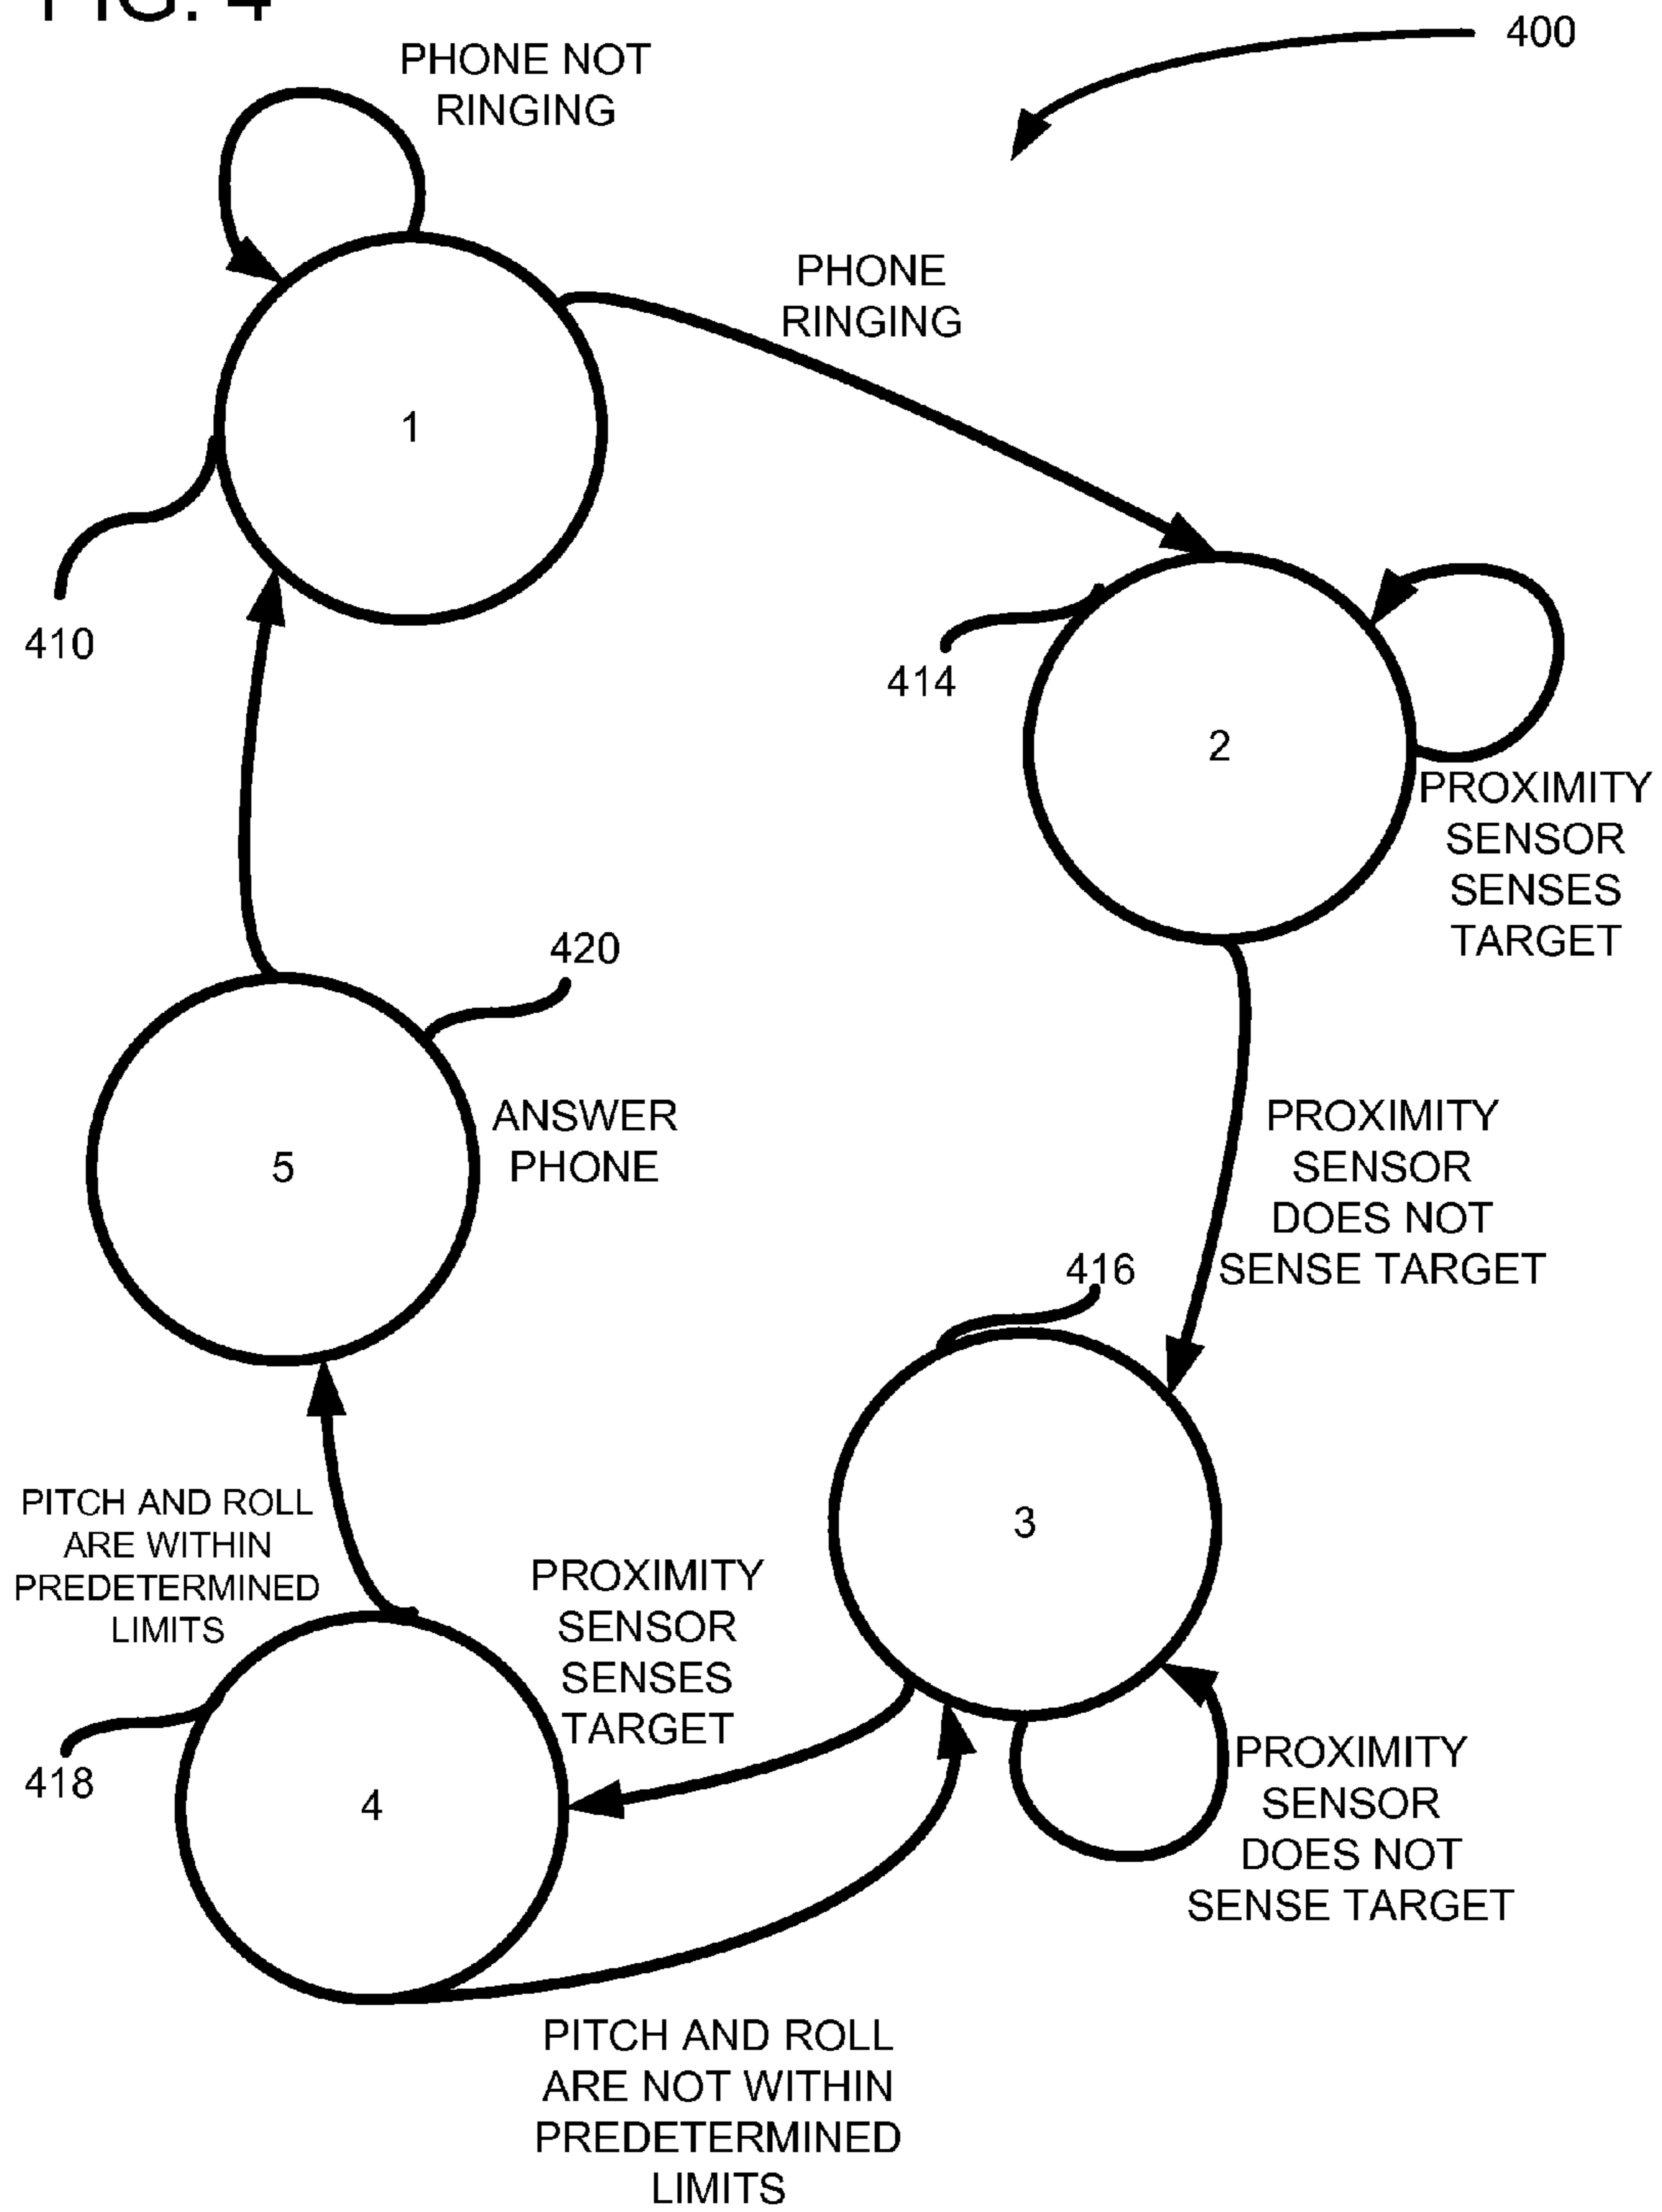 FIG. 4
400
PHONE NOT
RINGING
PHONE
RINGING
1
410
414
2
PROXIMITY
SENSOR
SENSES
TARGET
420
5
ANSWER
PHONE
PROXIMITY
SENSOR
DOES NOT
SENSE TARGET
416
3
PITCH AND ROLL
ARE WITHIN
PREDETERMINED
LIMITS
PROXIMITY
SENSOR
SENSES
TARGET
418
4
PROXIMITY
SENSOR
DOES NOT
SENSE TARGET
PITCH AND ROLL
ARE NOT WITHIN
PREDETERMINED
LIMITS